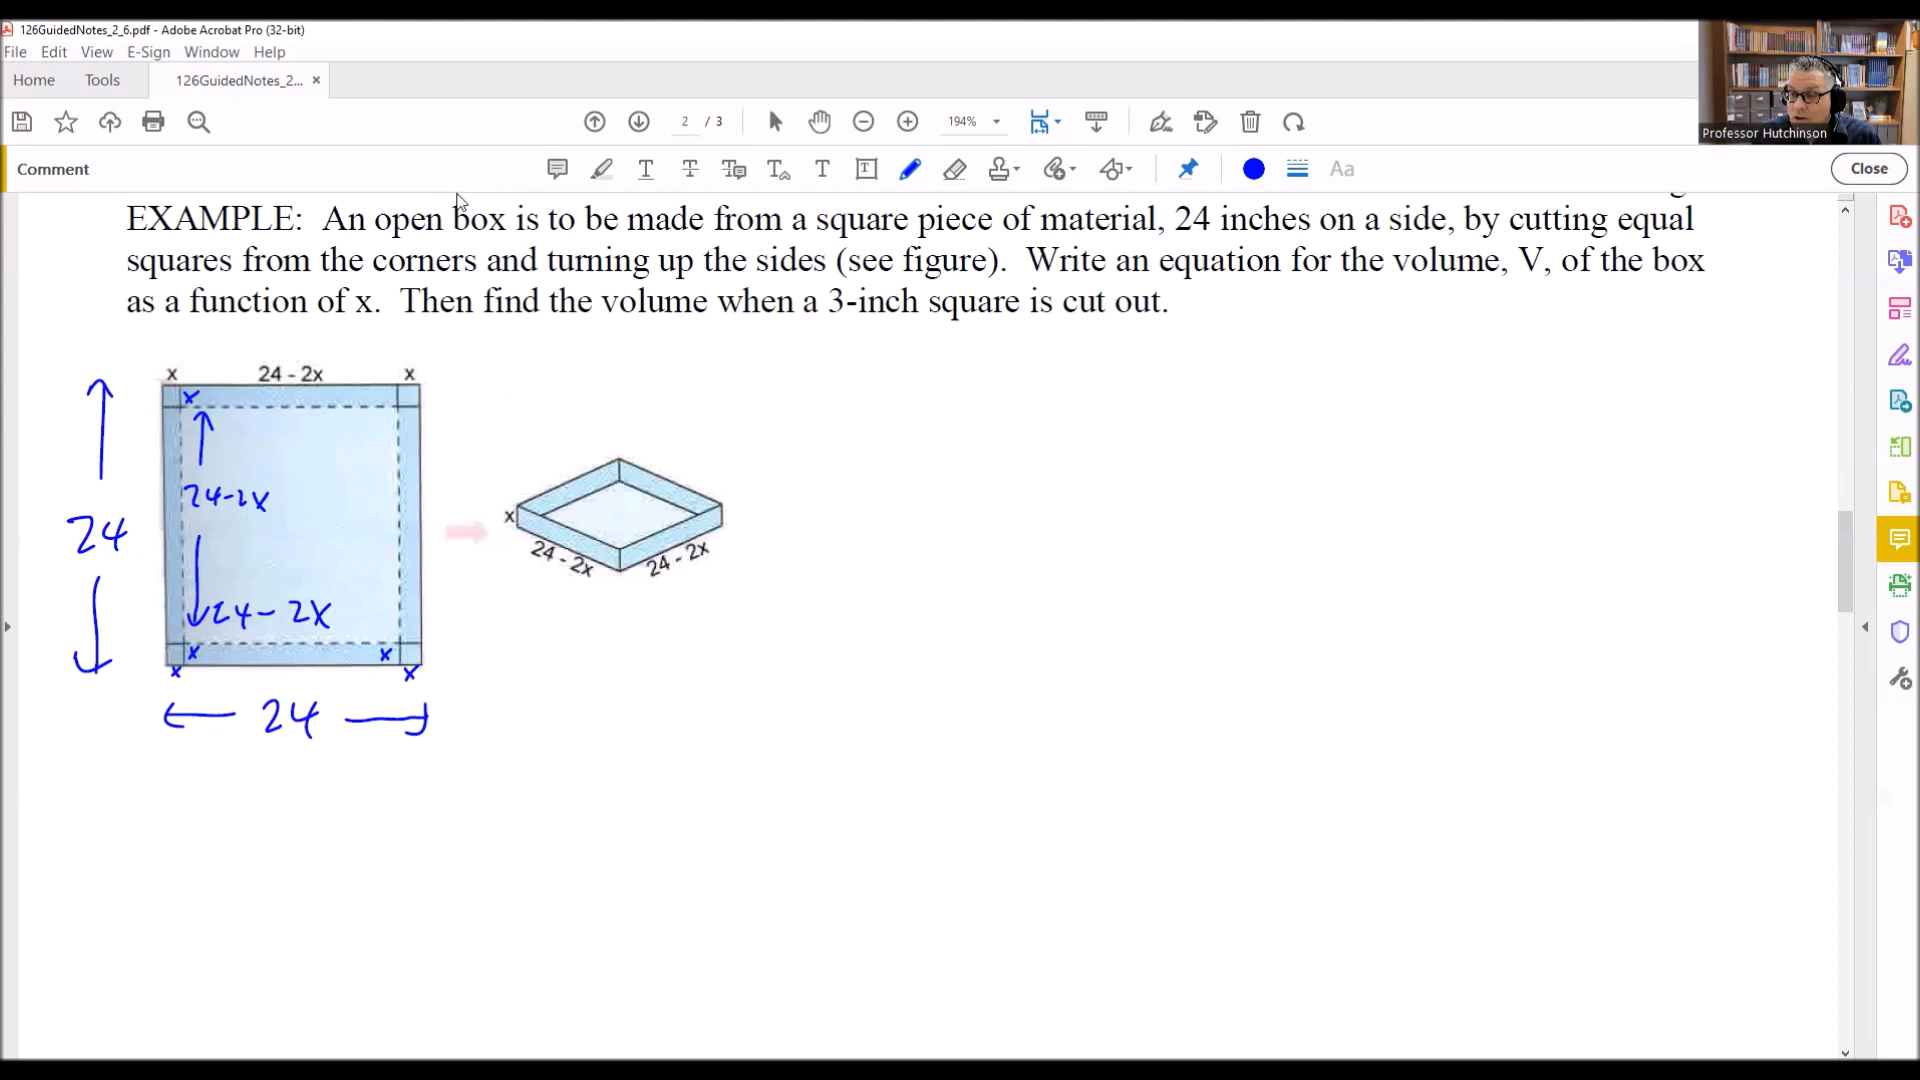 126GuidedNotes_2_6.pdf - Adobe Acrobat Pro (32-bit)
File Edit View E-Sign Window Help
Home Tools 126GuidedNotes_2... ×
2 / 3 194%
Professor Hutchinson
Comment Aa Close
EXAMPLE: An open box is to be made from a square piece of material, 24 inches on a side, by cutting equal
squares from the corners and turning up the sides (see figure). Write an equation for the volume, V, of the box
as a function of x. Then find the volume when a 3-inch square is cut out.
x 24 - 2x x
x
24-2x
24
x
24 - 2x 24 - 2x
24 - 2x
x x
x x
24